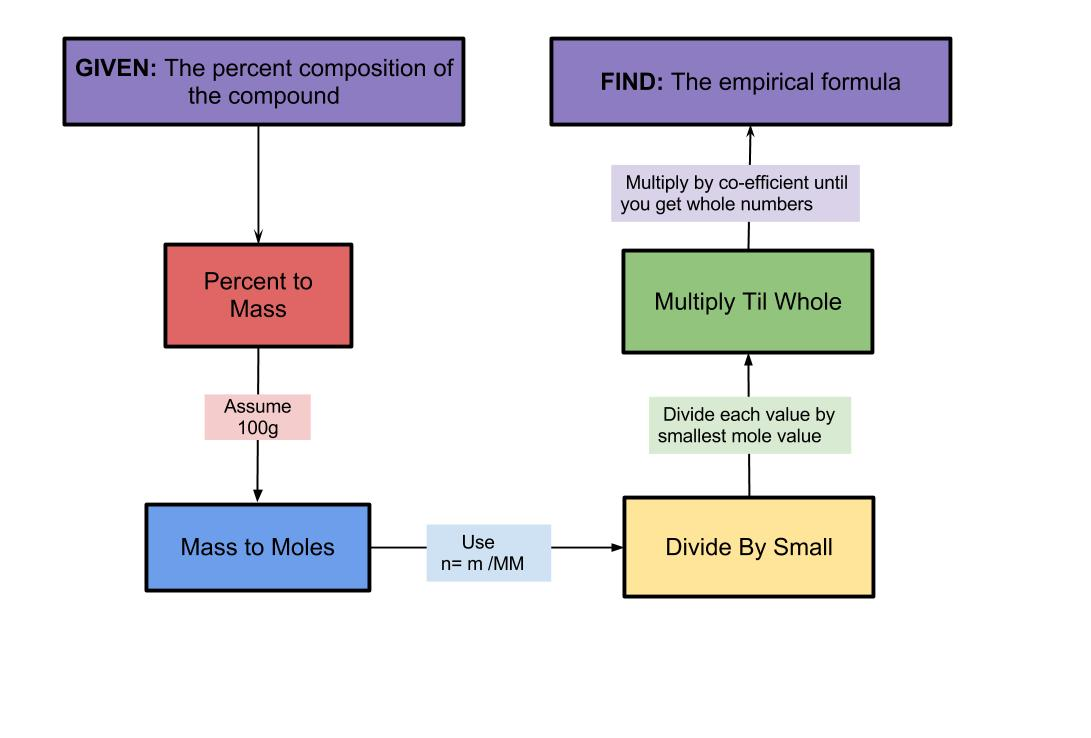 GIVEN: The percent composition of
the compound
Percent to
Mass
Assume
100g
Mass to Moles
Use
n= m /MM
Divide By Small
Divide each value by
smallest mole value
Multiply Til Whole
Multiply by co-efficient until
you get whole numbers
FIND: The empirical formula